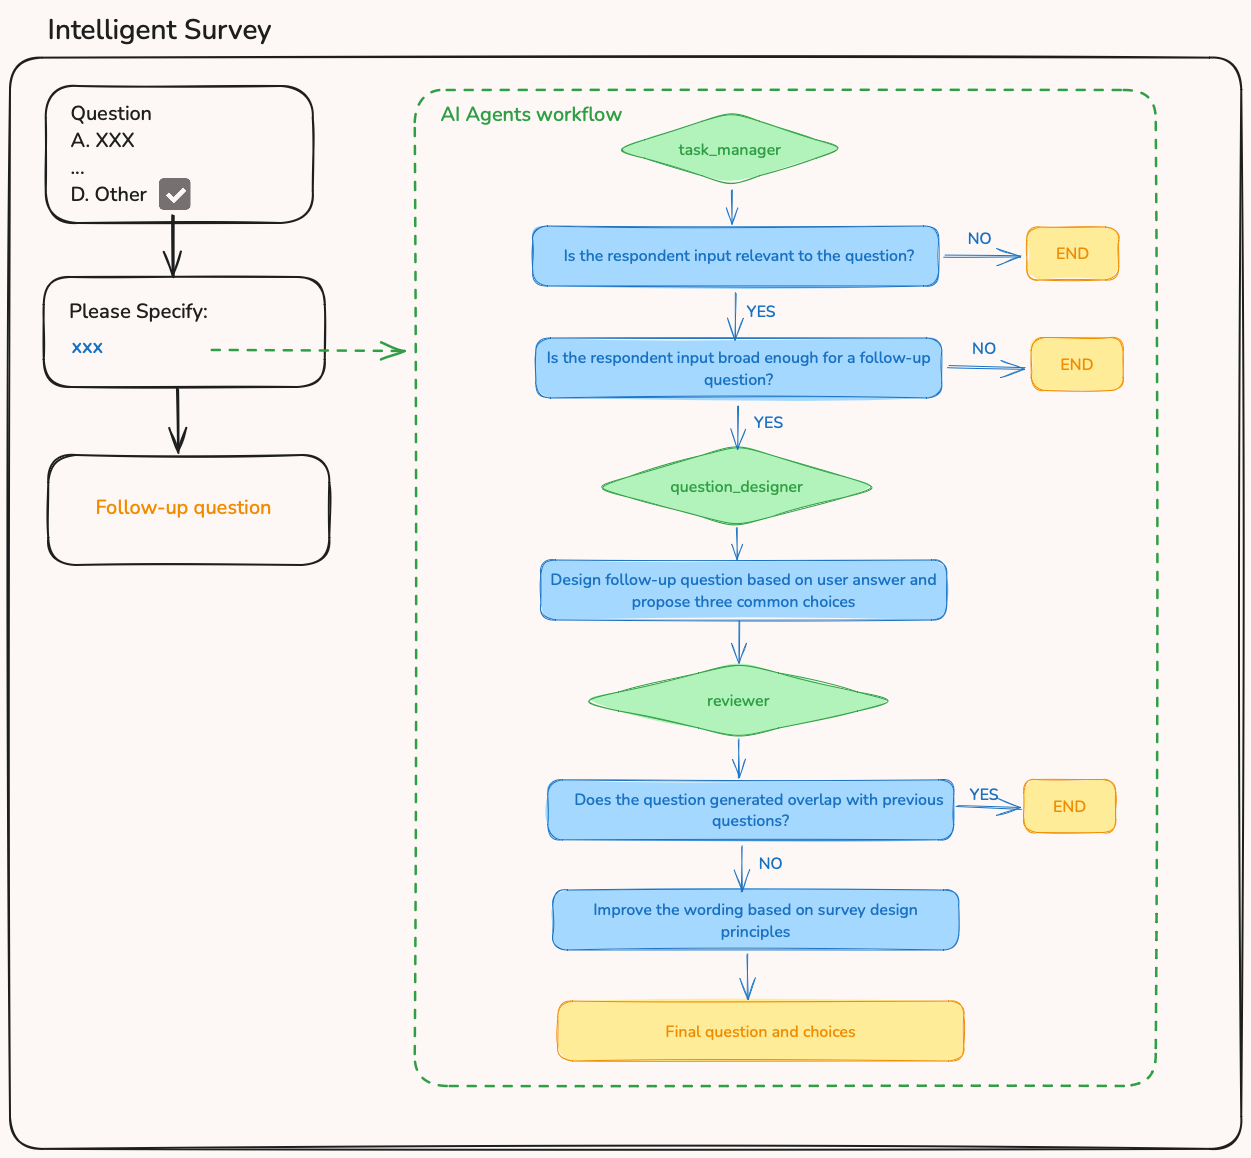 Intelligent Survey
Question
A. XXX
...
D. Other
Please Specify:
xxx
Follow-up question
AI Agents workflow
task_manager
Is the respondent input relevant to the question?
NO
END
YES
Is the respondent input broad enough for a follow-up
question?
NO
END
YES
question_designer
Design follow-up question based on user answer and
propose three common choices
reviewer
Does the question generated overlap with previous
questions?
YES
END
NO
Improve the wording based on survey design
principles
Final question and choices